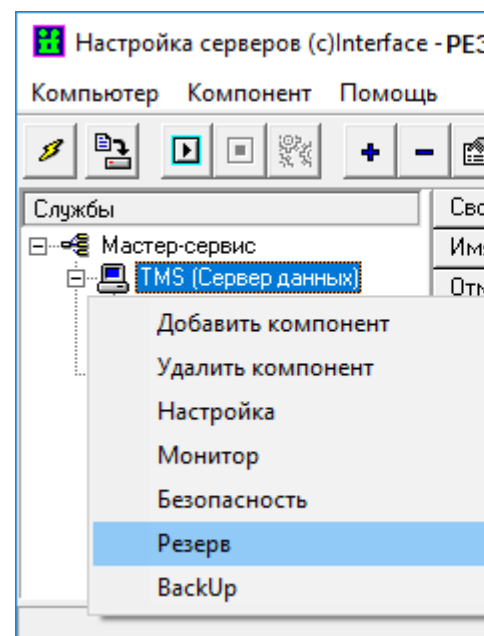 Настройка серверов (c)Interface - РЕЗ
Компьютер Компонент Помощь
Службы
Мастер-сервис
TMS (Сервер данных)
Добавить компонент
Удалить компонент
Настройка
Монитор
Безопасность
Резерв
BackUp